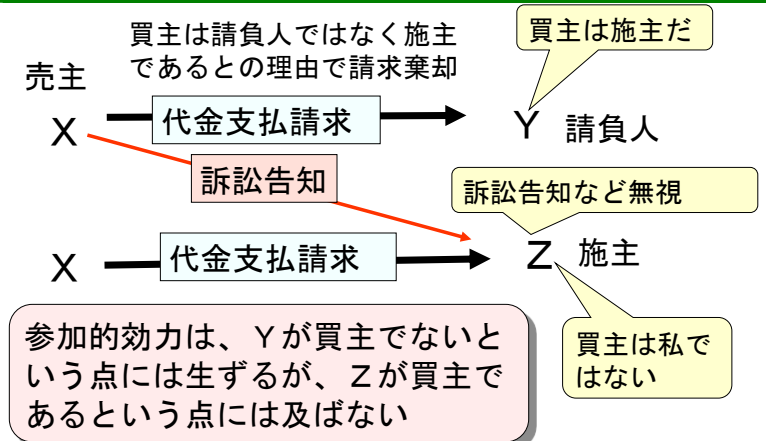 買主は請負人ではなく施主
であるとの理由で請求棄却
買主は施主だ
売主
X
代金支払請求
Y 請負人
訴訟告知
訴訟告知など無視
X
代金支払請求
Z 施主
参加的効力は、Yが買主でないと
いう点には生ずるが、Zが買主で
あるという点には及ばない
買主は私で
はない